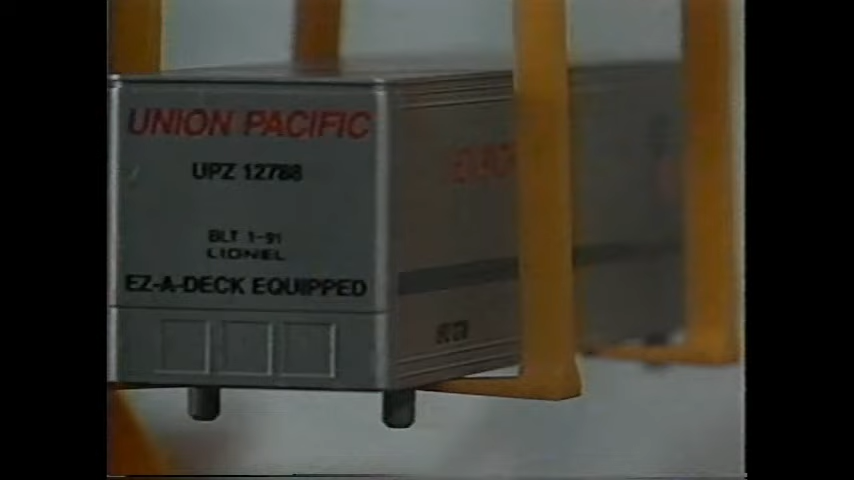 UNION PACIFIC
UPZ 12788
BLT 1-91
LIONEL
EZ-A-DECK EQUIPPED